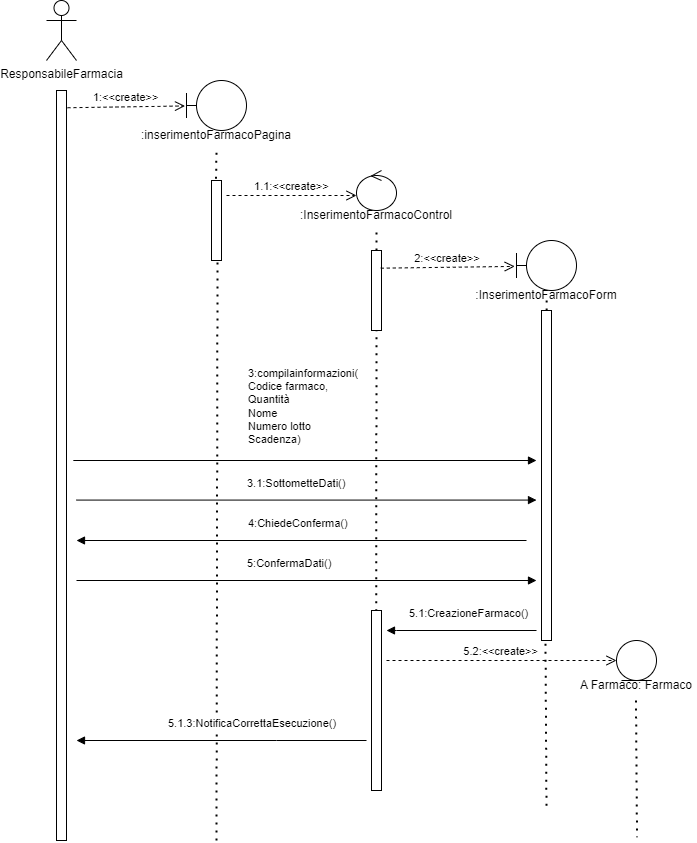 ResponsabileFarmacia
1:<<create>>
:inserimentoFarmacoPagina
1.1:<<create>>
:InserimentoFarmacoControl
2:<<create>>
:InserimentoFarmacoForm
3:compilainformazioni(
Codice farmaco,
Quantità
Nome
Numero lotto
Scadenza)
3.1:SottometteDati()
4:ChiedeConferma()
5:ConfermaDati()
5.1:CreazioneFarmaco()
5.2:<<create>>
A Farmaco: Farmaco
5.1.3:NotificaCorrettaEsecuzione()